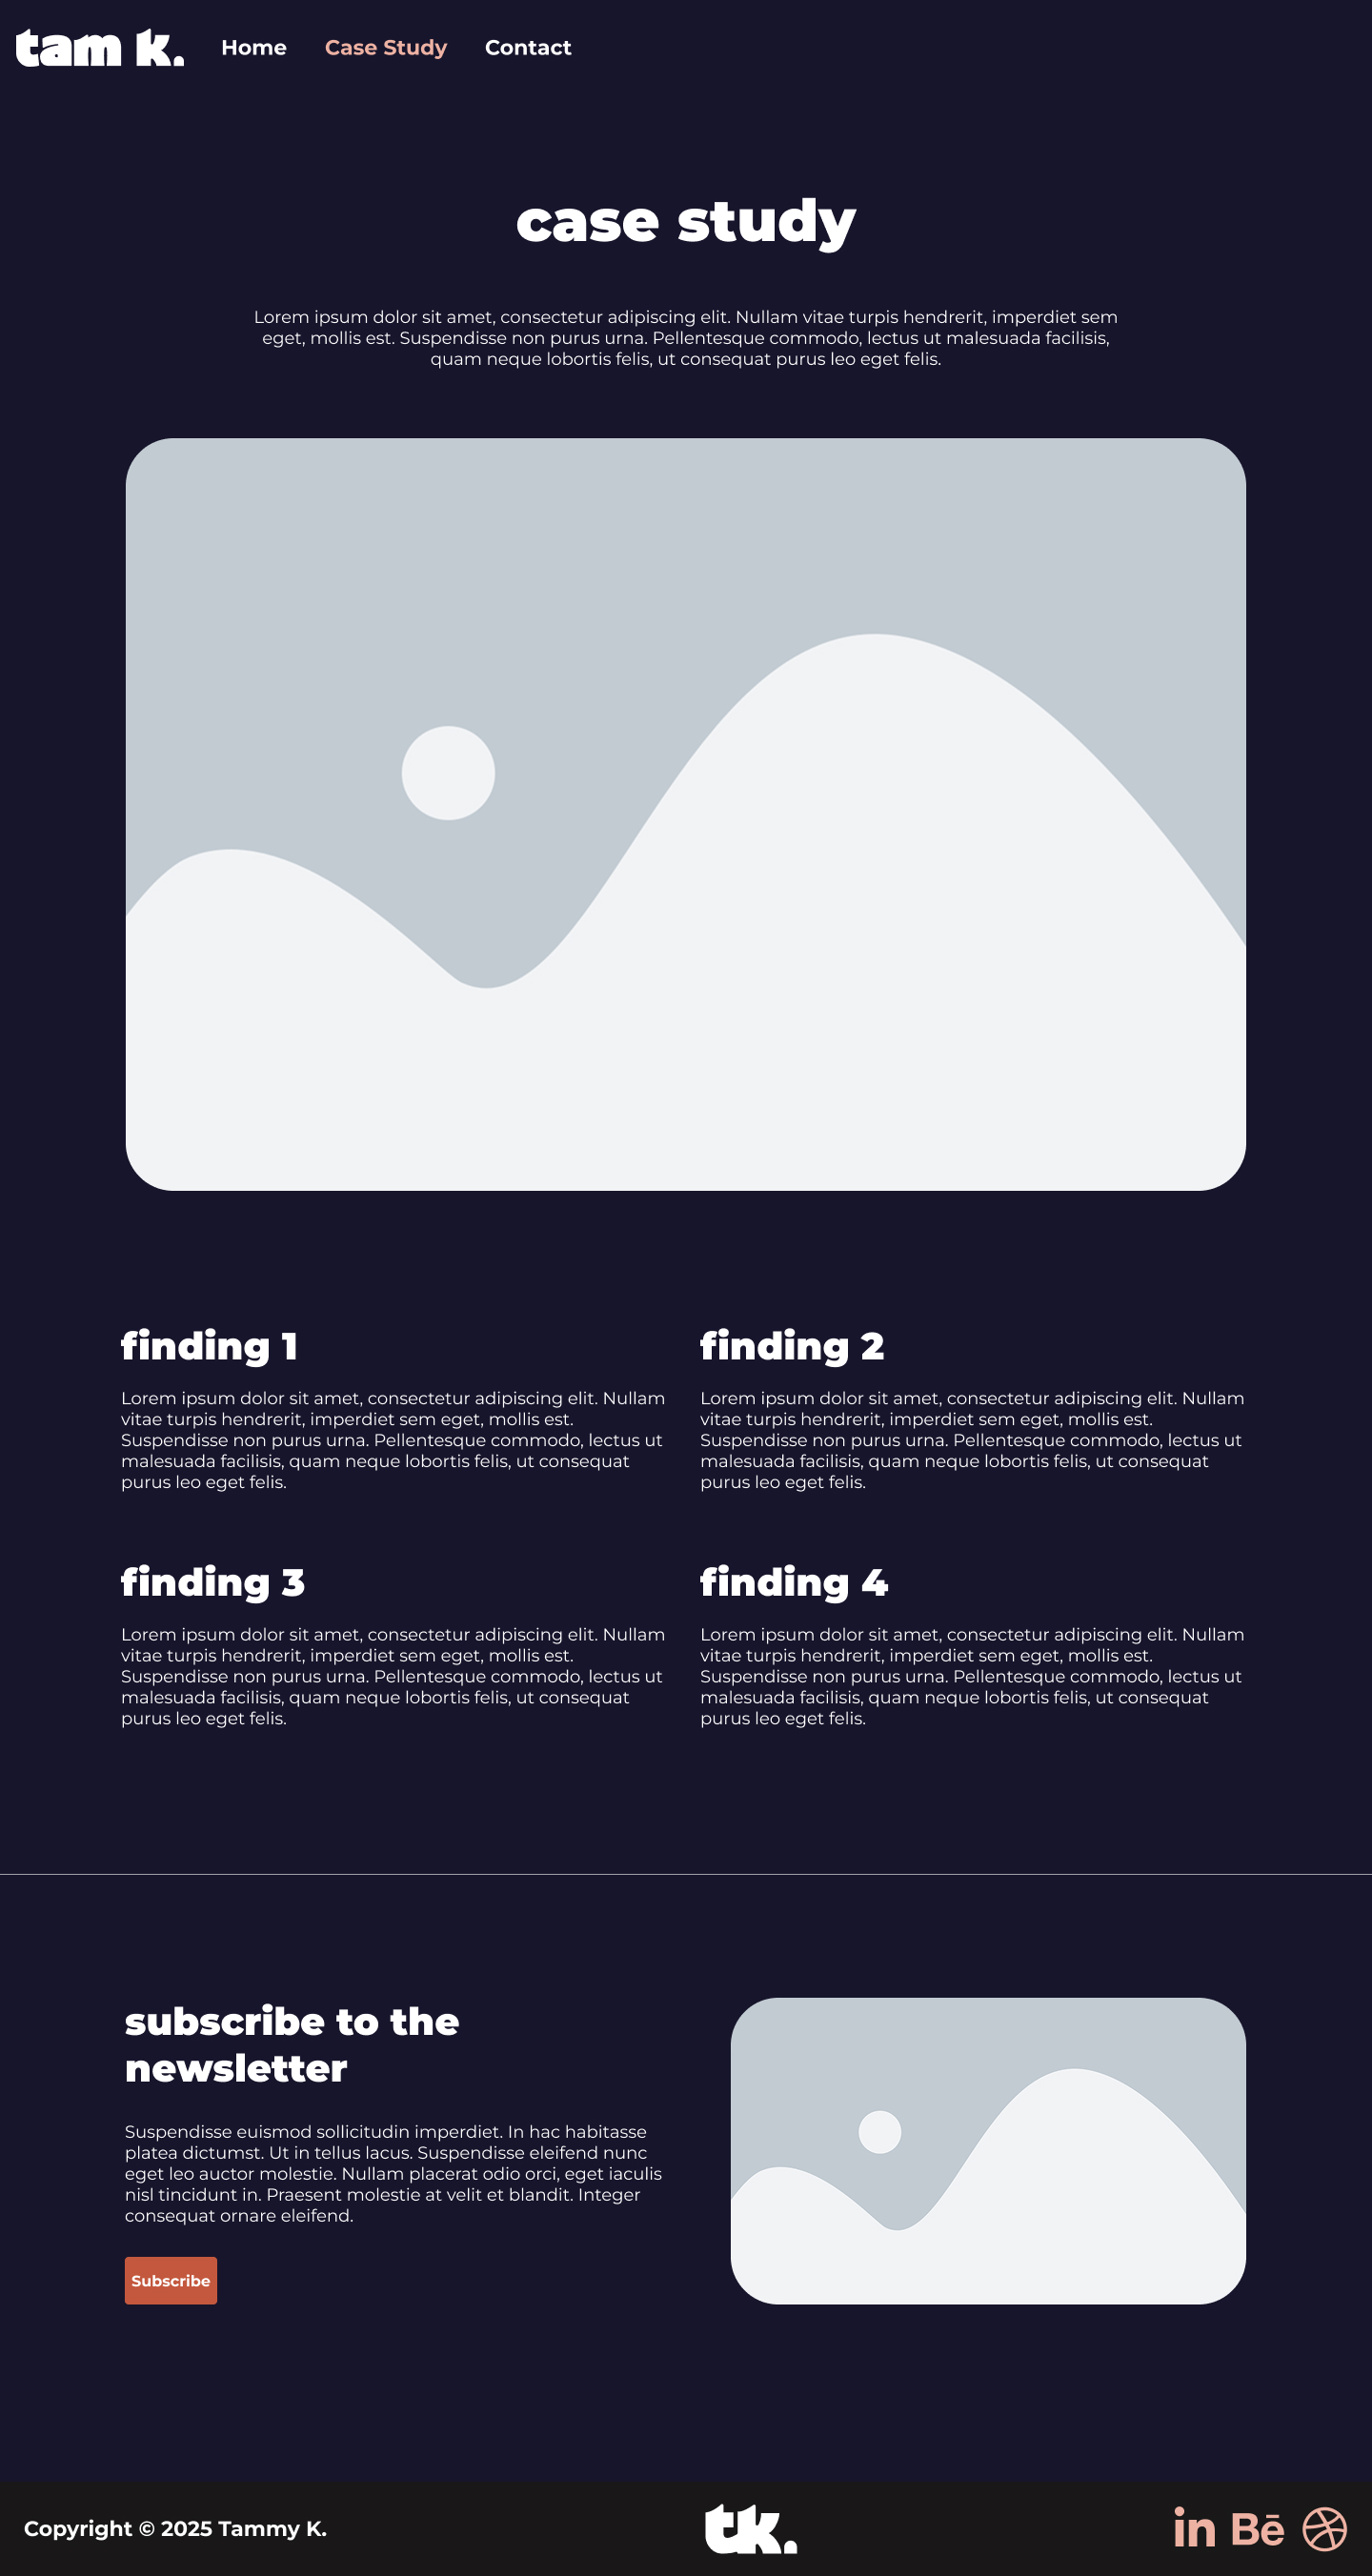 tam k.
Home
Case Study
Contact
case study
Lorem ipsum dolor sit amet, consectetur adipiscing elit. Nullam vitae turpis hendrerit, imperdiet sem
eget, mollis est. Suspendisse non purus urna. Pellentesque commodo, lectus ut malesuada facilisis,
quam neque lobortis felis, ut consequat purus leo eget felis.
finding 1
Lorem ipsum dolor sit amet, consectetur adipiscing elit. Nullam
vitae turpis hendrerit, imperdiet sem eget, mollis est.
Suspendisse non purus urna. Pellentesque commodo, lectus ut
malesuada facilisis, quam neque lobortis felis, ut consequat
purus leo eget felis.
finding 2
Lorem ipsum dolor sit amet, consectetur adipiscing elit. Nullam
vitae turpis hendrerit, imperdiet sem eget, mollis est.
Suspendisse non purus urna. Pellentesque commodo, lectus ut
malesuada facilisis, quam neque lobortis felis, ut consequat
purus leo eget felis.
finding 3
Lorem ipsum dolor sit amet, consectetur adipiscing elit. Nullam
vitae turpis hendrerit, imperdiet sem eget, mollis est.
Suspendisse non purus urna. Pellentesque commodo, lectus ut
malesuada facilisis, quam neque lobortis felis, ut consequat
purus leo eget felis.
finding 4
Lorem ipsum dolor sit amet, consectetur adipiscing elit. Nullam
vitae turpis hendrerit, imperdiet sem eget, mollis est.
Suspendisse non purus urna. Pellentesque commodo, lectus ut
malesuada facilisis, quam neque lobortis felis, ut consequat
purus leo eget felis.
subscribe to the
newsletter
Suspendisse euismod sollicitudin imperdiet. In hac habitasse
platea dictumst. Ut in tellus lacus. Suspendisse eleifend nunc
eget leo auctor molestie. Nullam placerat odio orci, eget iaculis
nisl tincidunt in. Praesent molestie at velit et blandit. Integer
consequat ornare eleifend.
Subscribe
Copyright © 2025 Tammy K.
tk.
in
Bē